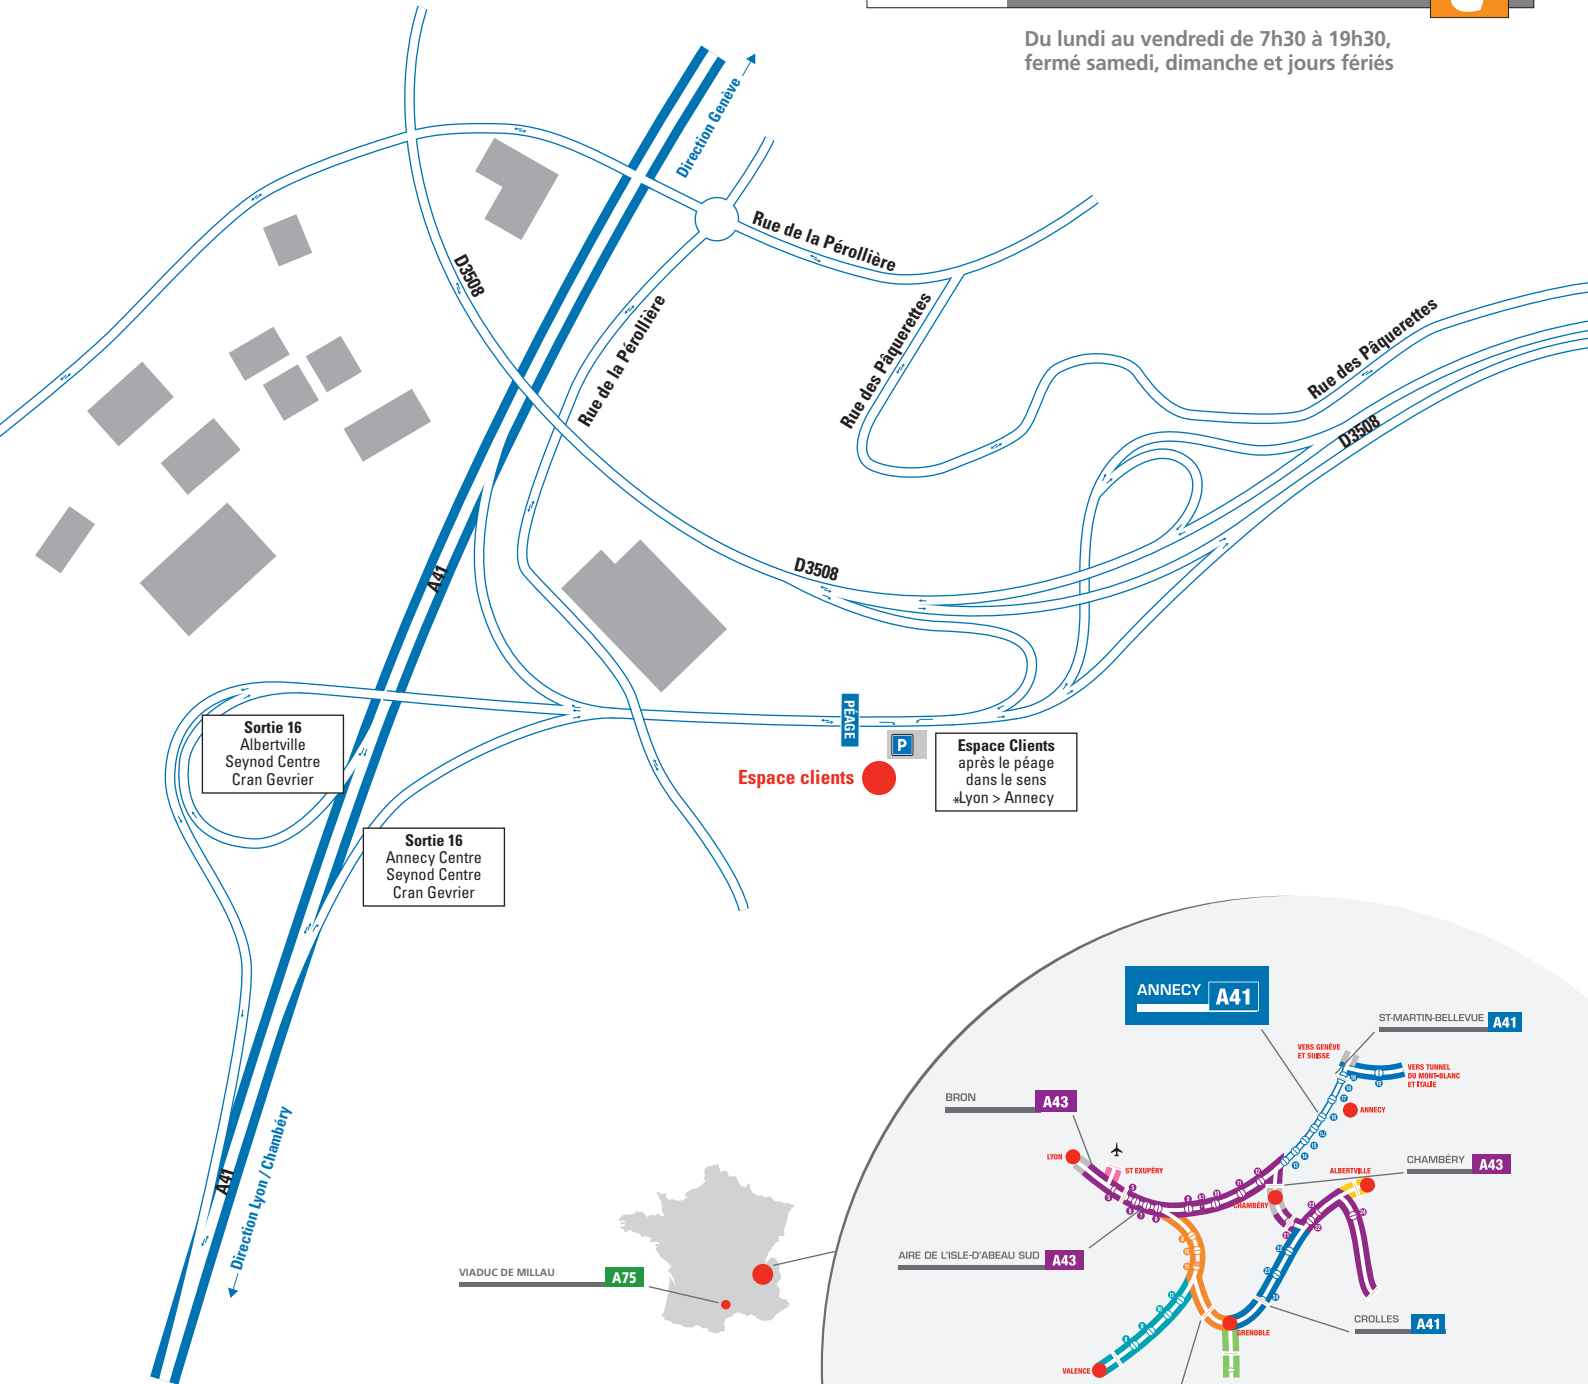 Du lundi au vendredi de 7h30 à 19h30,
fermé samedi, dimanche et jours fériés
Direction Genève
Rue de la Pérollière
D3508
Rue de la Pérollière
Rue des Pâquerettes
Rue des Pâquerettes
D3508
D3508
A41
PÉAGE
P
Sortie 16
Albertville
Seynod Centre
Cran Gevrier
Espace clients
Espace Clients
après le péage
dans le sens
*Lyon > Annecy
Sortie 16
Annecy Centre
Seynod Centre
Cran Gevrier
A41
Direction Lyon / Chambéry
ANNECY A41
ST-MARTIN-BELLEVUE A41
VERS GENÈVE
ET SUISSE
VERS TUNNEL
DU MONT-BLANC
ET ITALIE
ANNECY
BRON A43
LYON
ST EXUPÉRY
CHAMBÉRY A43
ALBERTVILLE
CHAMBÉRY
AIRE DE L'ISLE-D'ABEAU SUD A43
VIADUC DE MILLAU A75
CROLLES A41
GRENOBLE
VALENCE